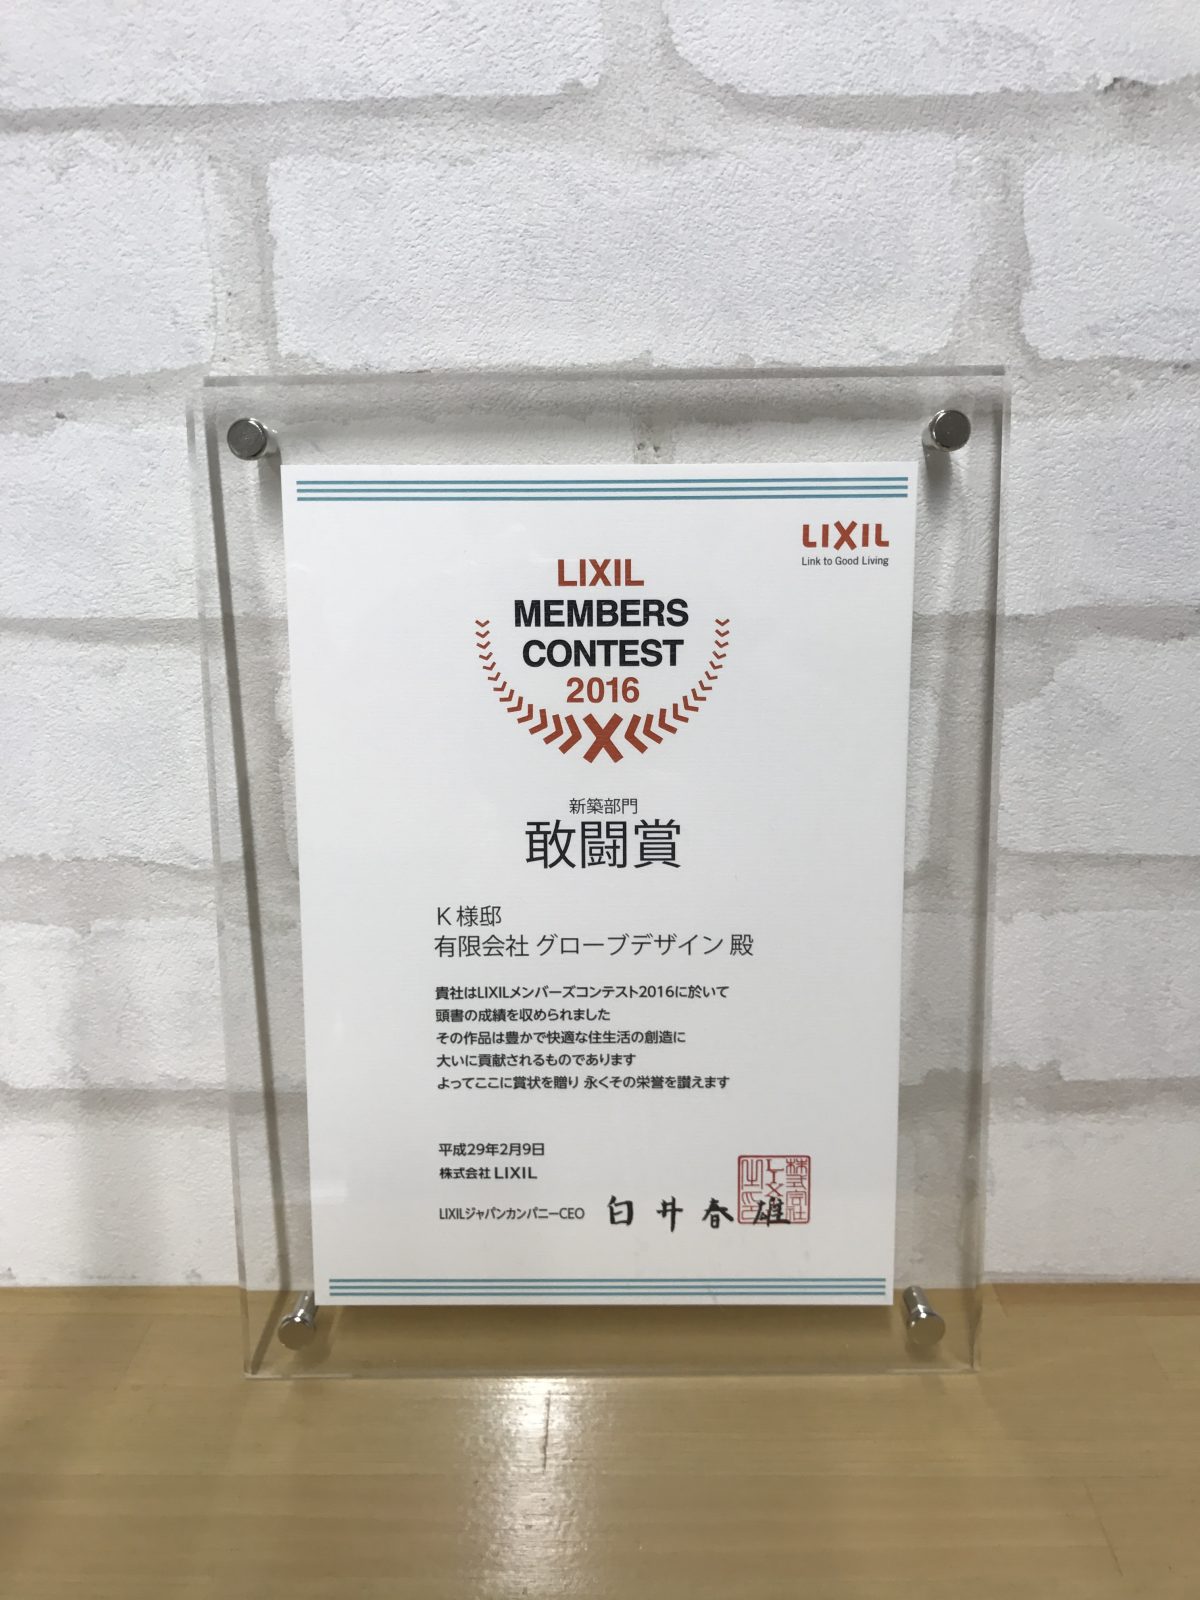 LIXIL
Link to Good Living
LIXIL
MEMBERS
CONTEST
2016
新築部門
敢闘賞
K 様邸
有限会社 グローブデザイン 殿
貴社はLIXILメンバーズコンテスト2016に於いて
頭書の成績を収められました
その作品は豊かで快適な住生活の創造に
大いに貢献されるものであります
よってここに賞状を贈り 永くその栄誉を讃えます
平成29年2月9日
株式会社 LIXIL
LIXILジャパンカンパニーCEO 白井春雄